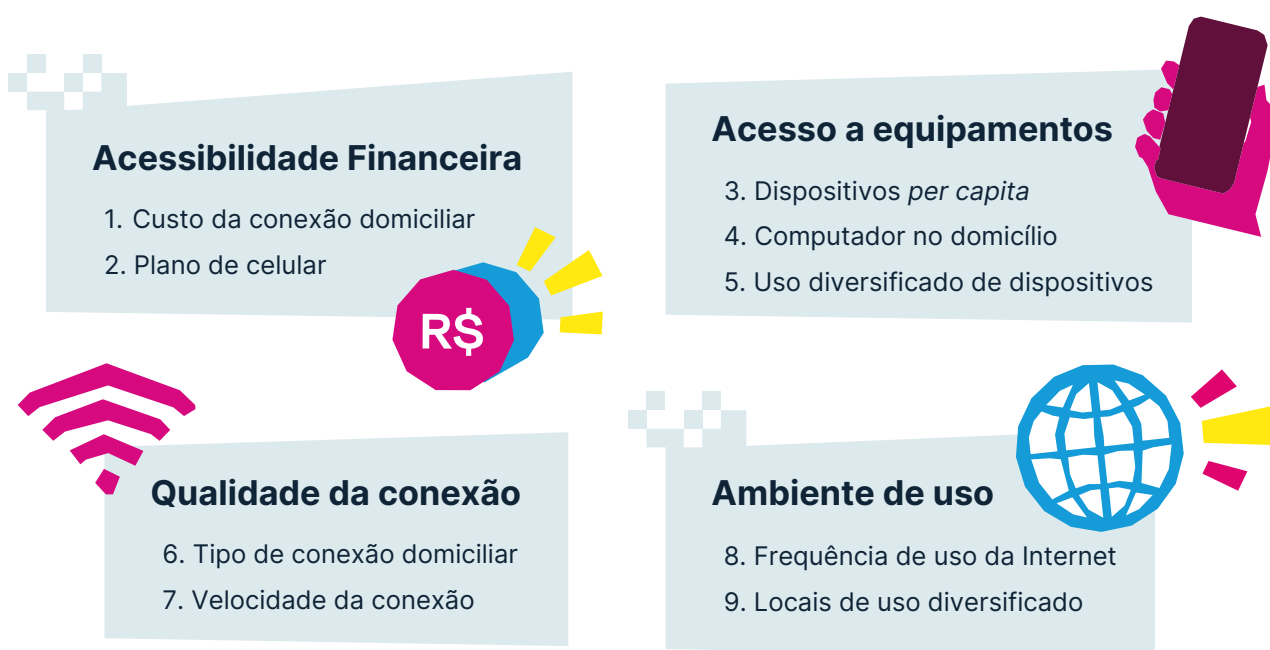 Acessibilidade Financeira
1. Custo da conexão domiciliar
2. Plano de celular
R$
Acesso a equipamentos
3. Dispositivos per capita
4. Computador no domicílio
5. Uso diversificado de dispositivos
Qualidade da conexão
6. Tipo de conexão domiciliar
7. Velocidade da conexão
Ambiente de uso
8. Frequência de uso da Internet
9. Locais de uso diversificado